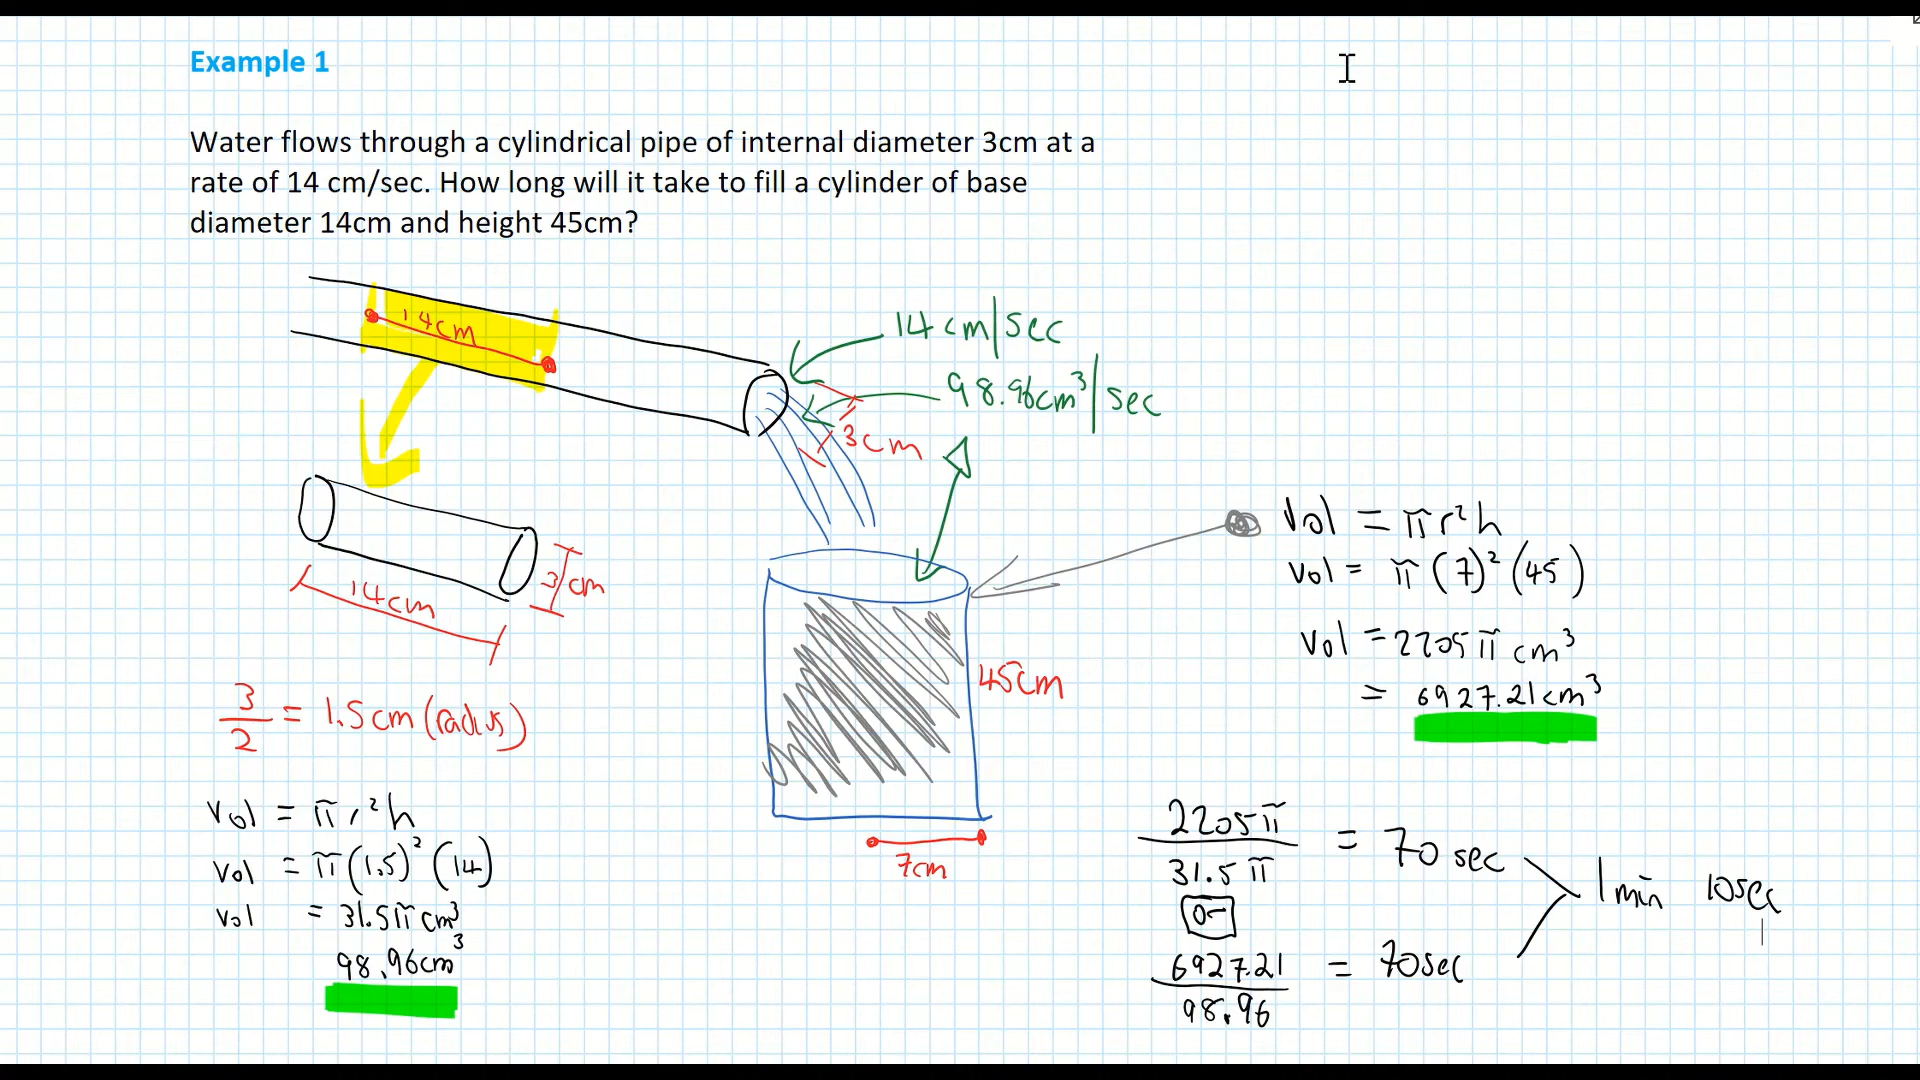 Example 1
Water flows through a cylindrical pipe of internal diameter 3cm at a
rate of 14 cm/sec. How long will it take to fill a cylinder of base
diameter 14cm and height 45cm?
14cm
14cm|sec
98.96cm³|sec
3cm
14cm
3cm
3/2 = 1.5cm (radius)
Vol = πr²h
Vol = π(1.5)²(14)
Vol = 31.5π cm³
98.96cm³
45cm
7cm
Vol = πr²h
Vol = π(7)²(45)
Vol = 2205π cm³
= 6927.21cm³
2205π/31.5π = 70 sec
or
6927.21/98.96 = 70sec
1 min 10sec